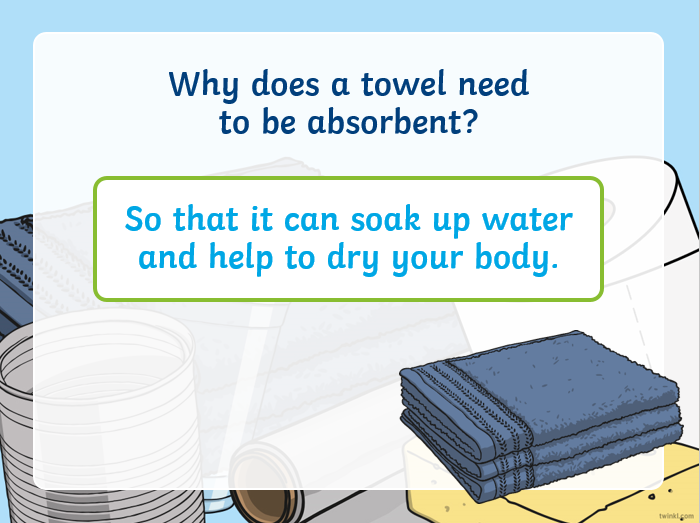 Why does a towel need
to be absorbent?
So that it can soak up water
and help to dry your body.
twinkl.com